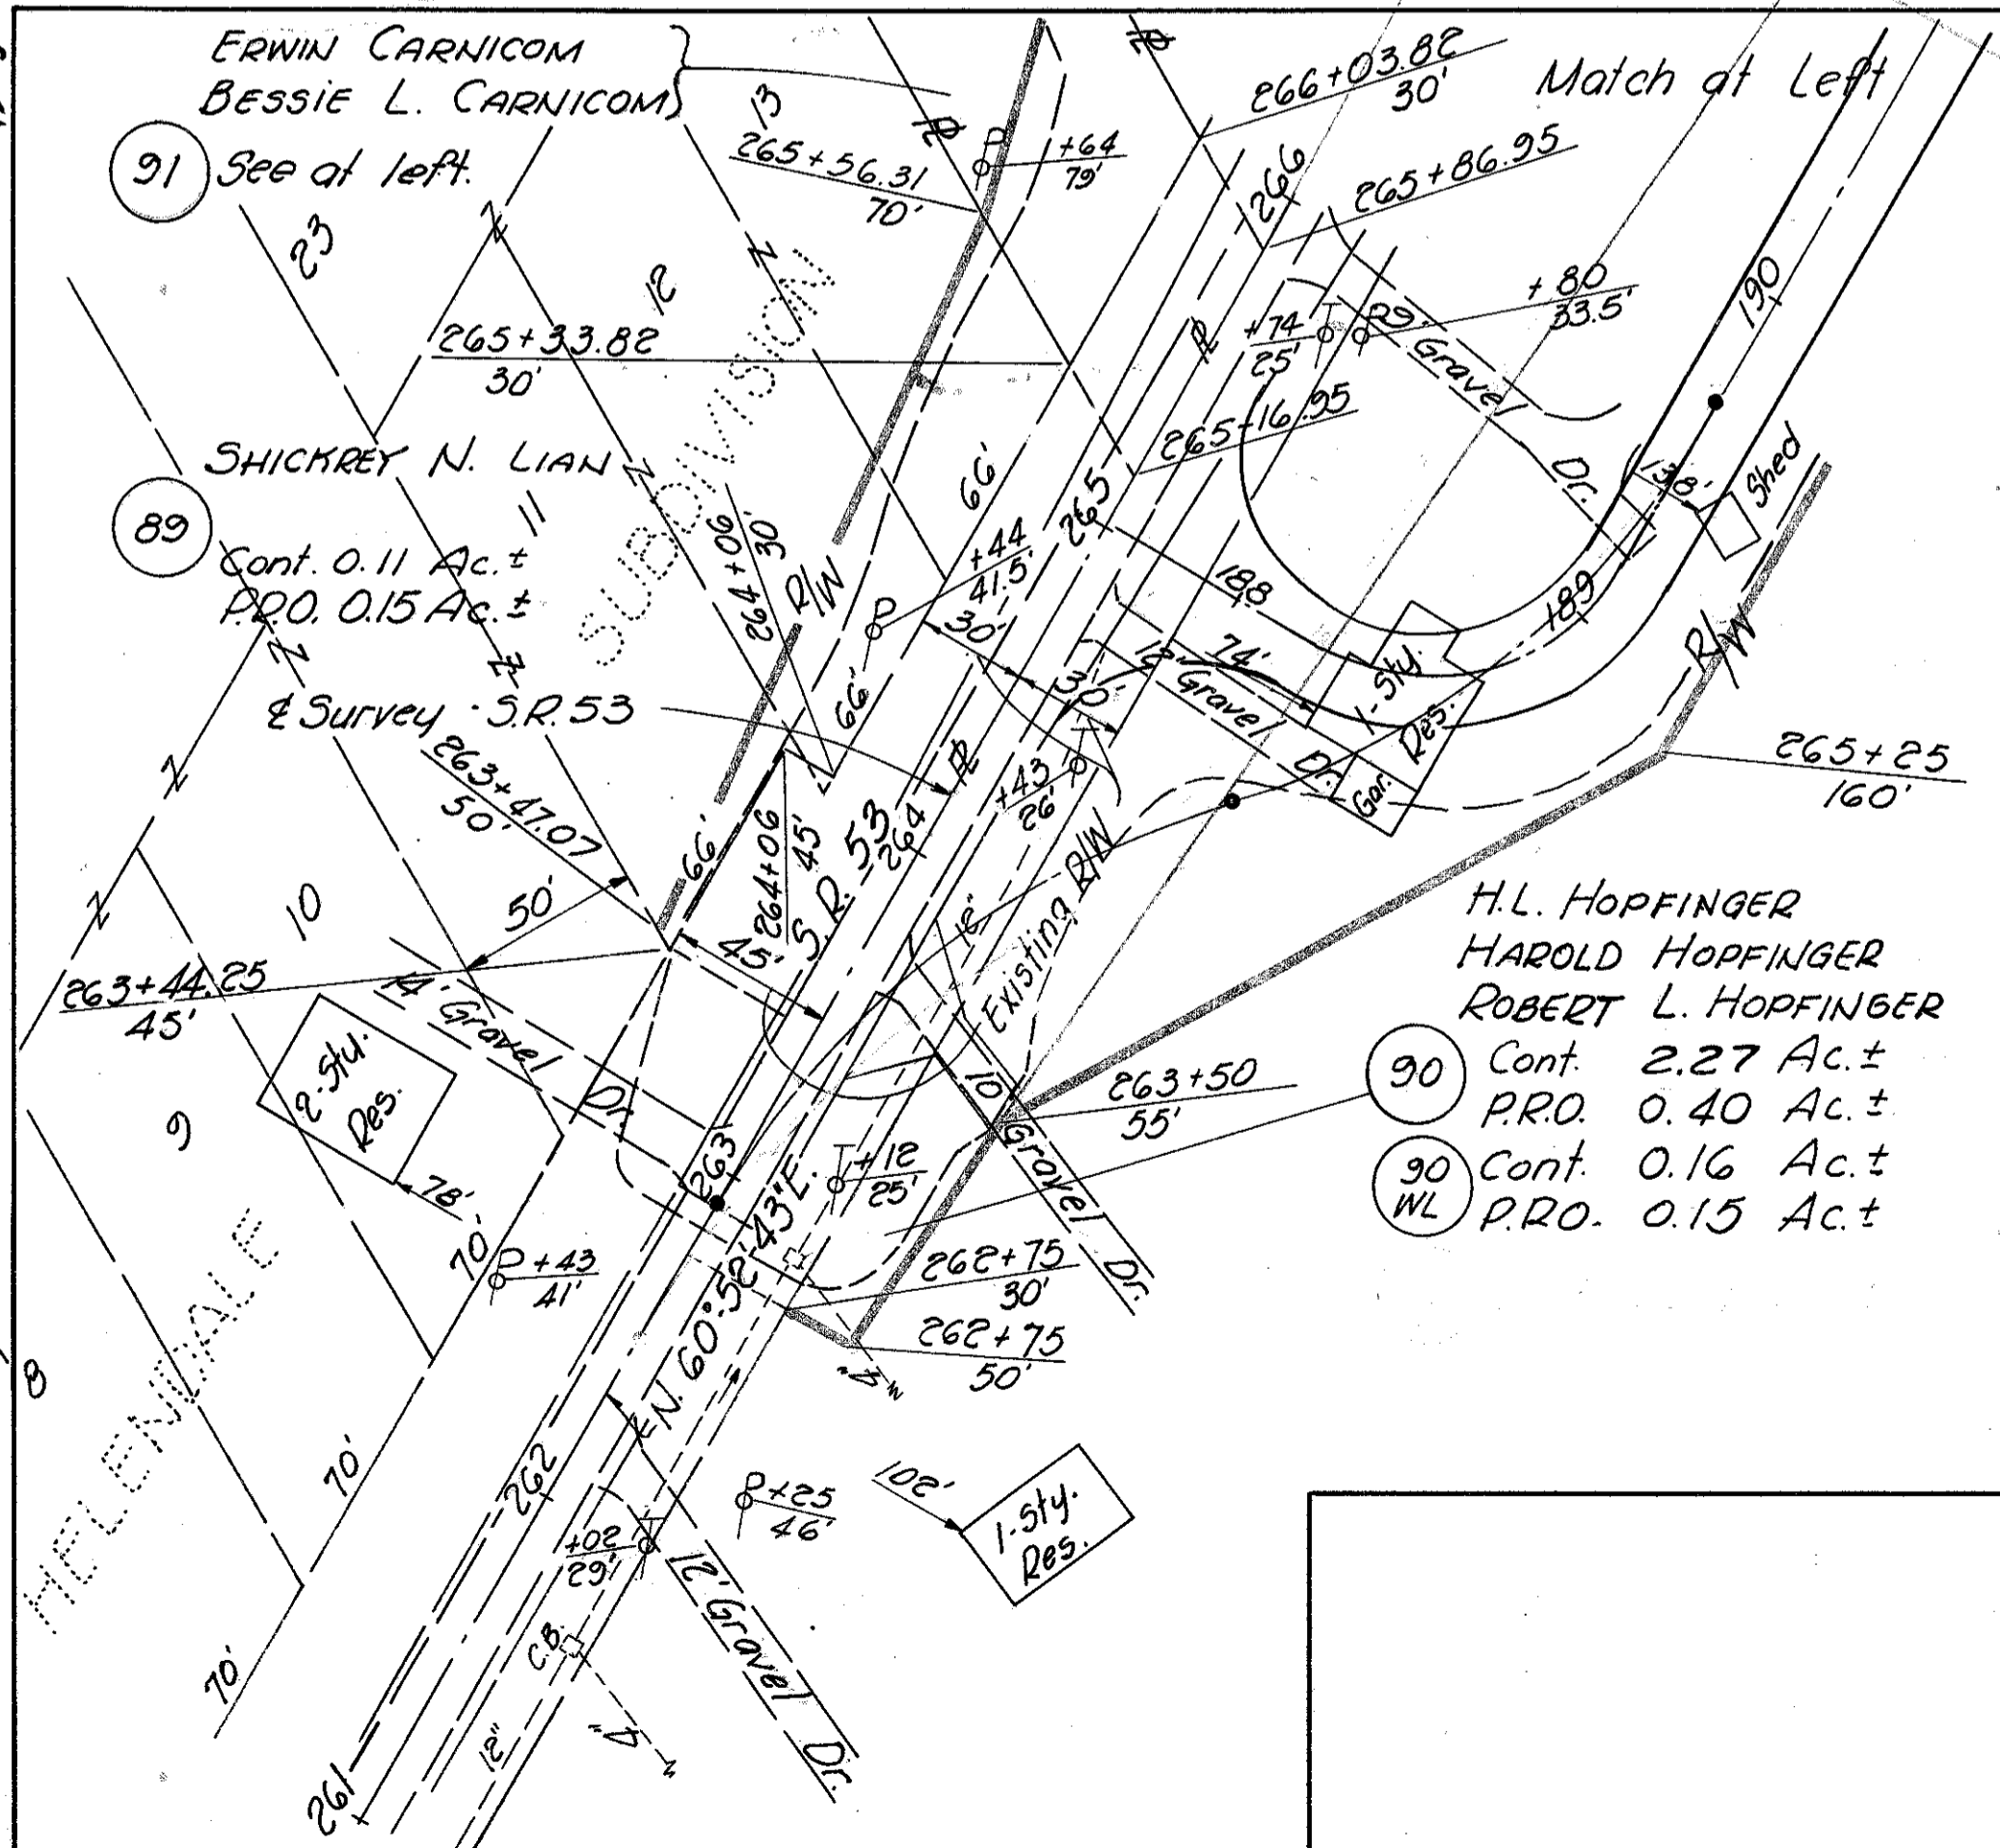 ERWIN CARNICOM
BESSIE L. CARNICOM
91 See at left.
266+03.82
30'
Match at Left
13
265+56.31
70'
P +64
79'
266
265+86.95
23
12
265+33.82
30'
+80
33.5'
+74
25'
Gravel
Dr.
190
265+16.95
SHICKREY N. LIAN
89
11
Cont. 0.11 Ac.±
P.R.O. 0.15 Ac.±
SUBDIVISION
264+06
30'
R/W
66'
265
+44
41.5'
P
138'
Shed
188
189
R/W
30'
30'
74'
12' Gravel Dr.
1-Sty.
Res.
Gar.
℄ Survey - S.R. 53
66'
263+47.07
50'
264+06
45'
S.R. 53
264
+43
26'
265+25
160'
66'
10
50'
45'
18"
Existing R/W
263+44.25
45'
14' Gravel Dr.
2-Sty.
Res.
H.L. HOPFINGER
HAROLD HOPFINGER
ROBERT L. HOPFINGER
90 Cont. 2.27 Ac.±
P.R.O. 0.40 Ac.±
90 WL Cont. 0.16 Ac.±
P.R.O. 0.15 Ac.±
263+50
55'
10' Gravel Dr.
9
78'
263
+12
25'
70'
P +43
41'
N. 60°52'43"E.
262+75
30'
262+75
50'
4"
8
HELENDALE
70'
262
P +25
46'
102'
1-Sty.
Res.
+02
29'
12' Gravel Dr.
C.B.
70'
12"
4"
261